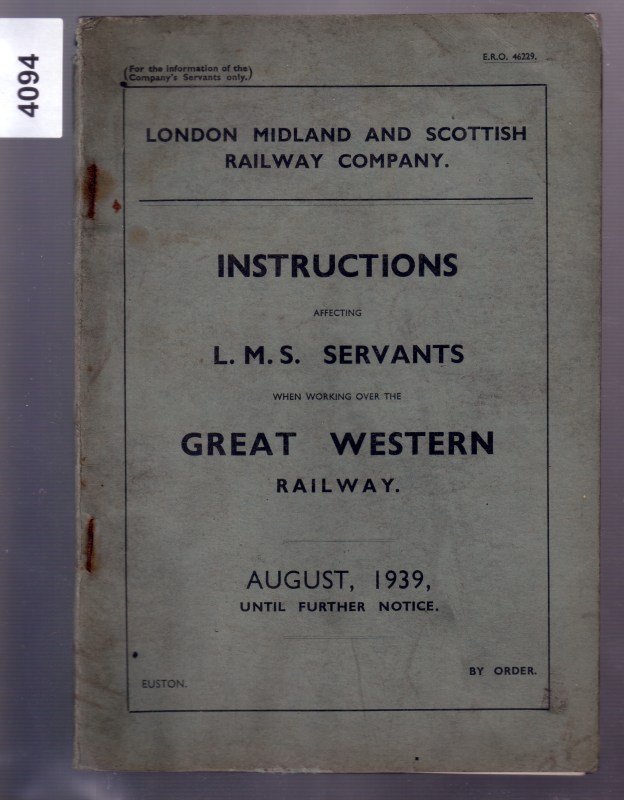 4094
E.R.O. 46229.
(For the Information of the
Company's Servants only.)
LONDON MIDLAND AND SCOTTISH
RAILWAY COMPANY.
INSTRUCTIONS
AFFECTING
L. M. S. SERVANTS
WHEN WORKING OVER THE
GREAT WESTERN
RAILWAY.
AUGUST, 1939,
UNTIL FURTHER NOTICE.
BY ORDER.
EUSTON.